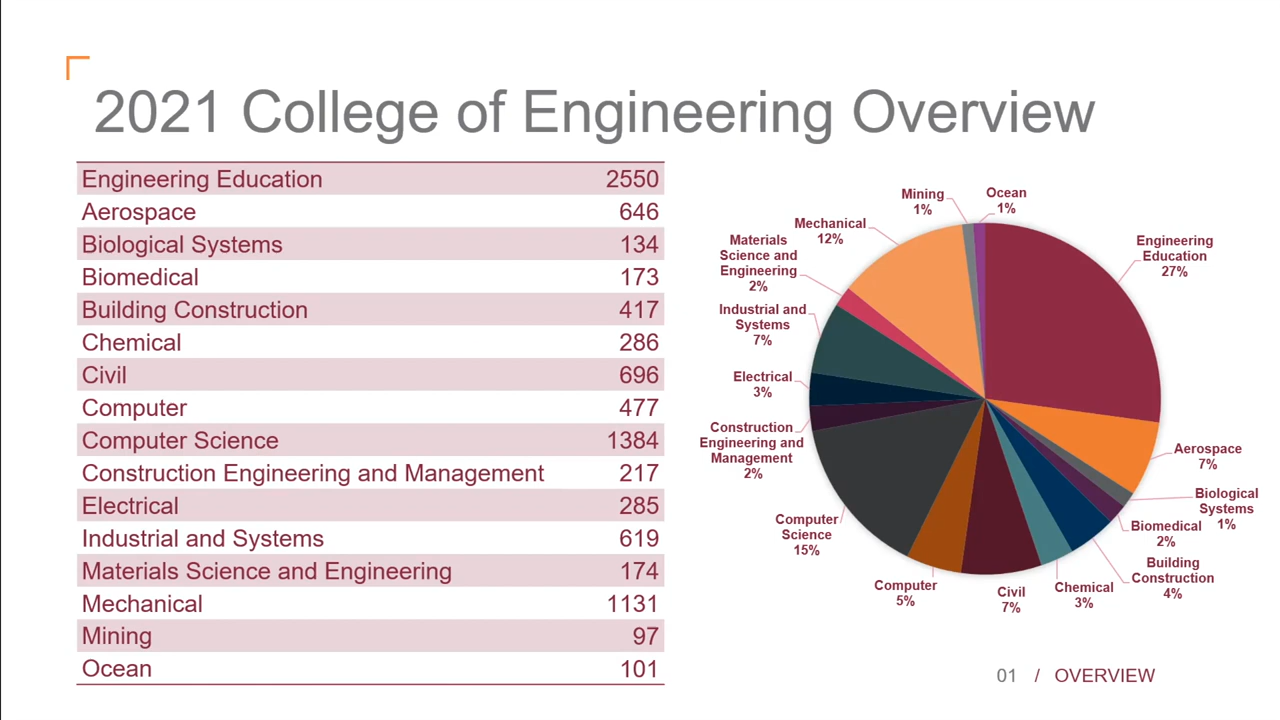 2021 College of Engineering Overview
Engineering Education 2550
Aerospace 646
Biological Systems 134
Biomedical 173
Building Construction 417
Chemical 286
Civil 696
Computer 477
Computer Science 1384
Construction Engineering and Management 217
Electrical 285
Industrial and Systems 619
Materials Science and Engineering 174
Mechanical 1131
Mining 97
Ocean 101
Mining
1%
Ocean
1%
Mechanical
12%
Materials
Science and
Engineering
2%
Industrial and
Systems
7%
Electrical
3%
Construction
Engineering and
Management
2%
Computer
Science
15%
Computer
5%
Civil
7%
Chemical
3%
Building
Construction
4%
Biomedical
2%
Biological
Systems
1%
Aerospace
7%
Engineering
Education
27%
01 / OVERVIEW